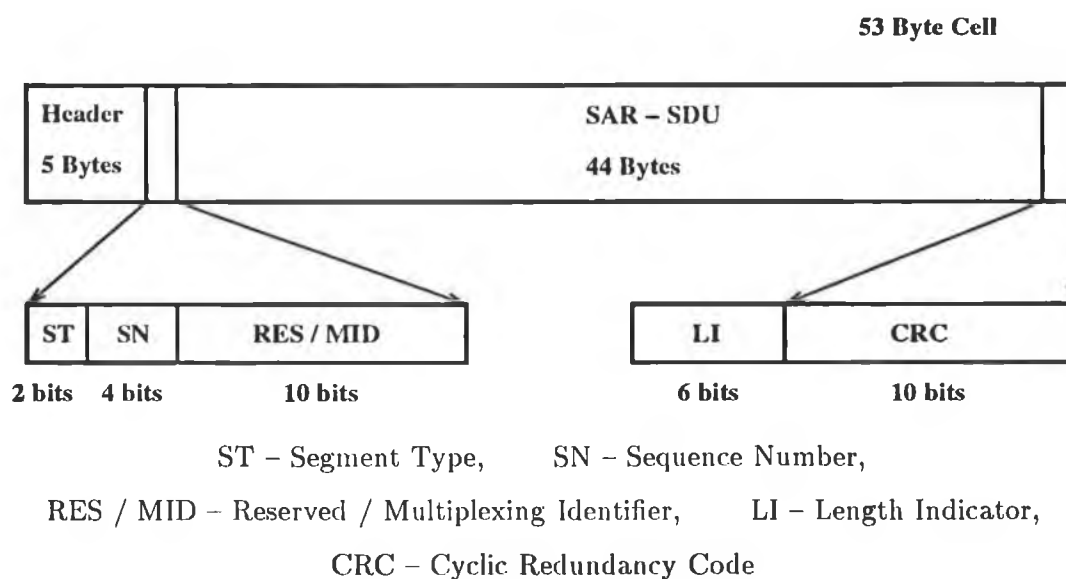 53 Byte Cell
Header
SAR – SDU
5 Bytes
44 Bytes
ST SN RES / MID LI CRC
2 bits 4 bits 10 bits 6 bits 10 bits
ST – Segment Type, SN – Sequence Number,
RES / MID – Reserved / Multiplexing Identifier, LI – Length Indicator,
CRC – Cyclic Redundancy Code